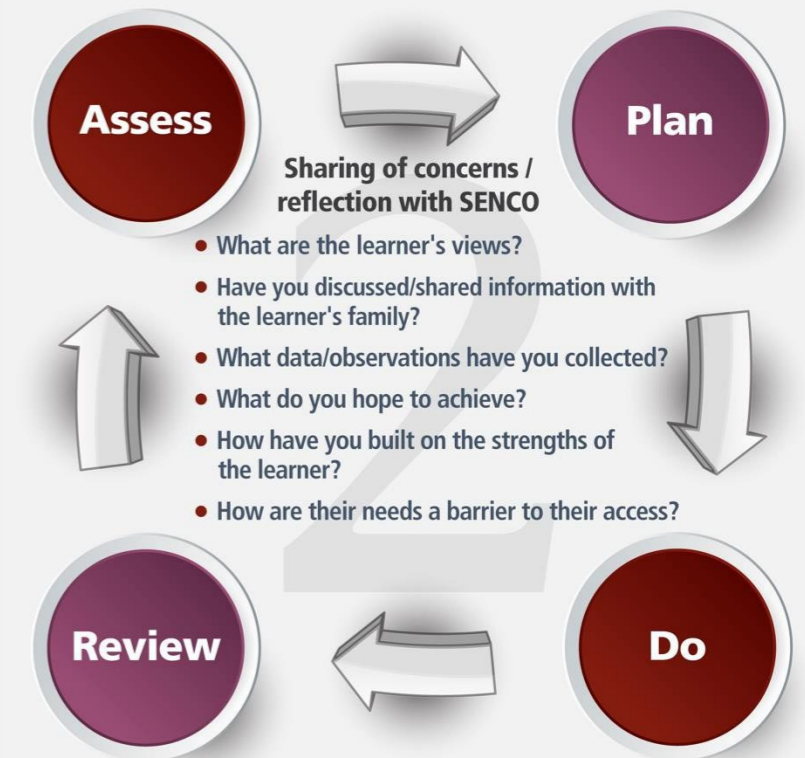 Assess
Plan
Sharing of concerns /
reflection with SENCO
2
• What are the learner's views?
• Have you discussed/shared information with
the learner's family?
• What data/observations have you collected?
• What do you hope to achieve?
• How have you built on the strengths of
the learner?
• How are their needs a barrier to their access?
Review
Do